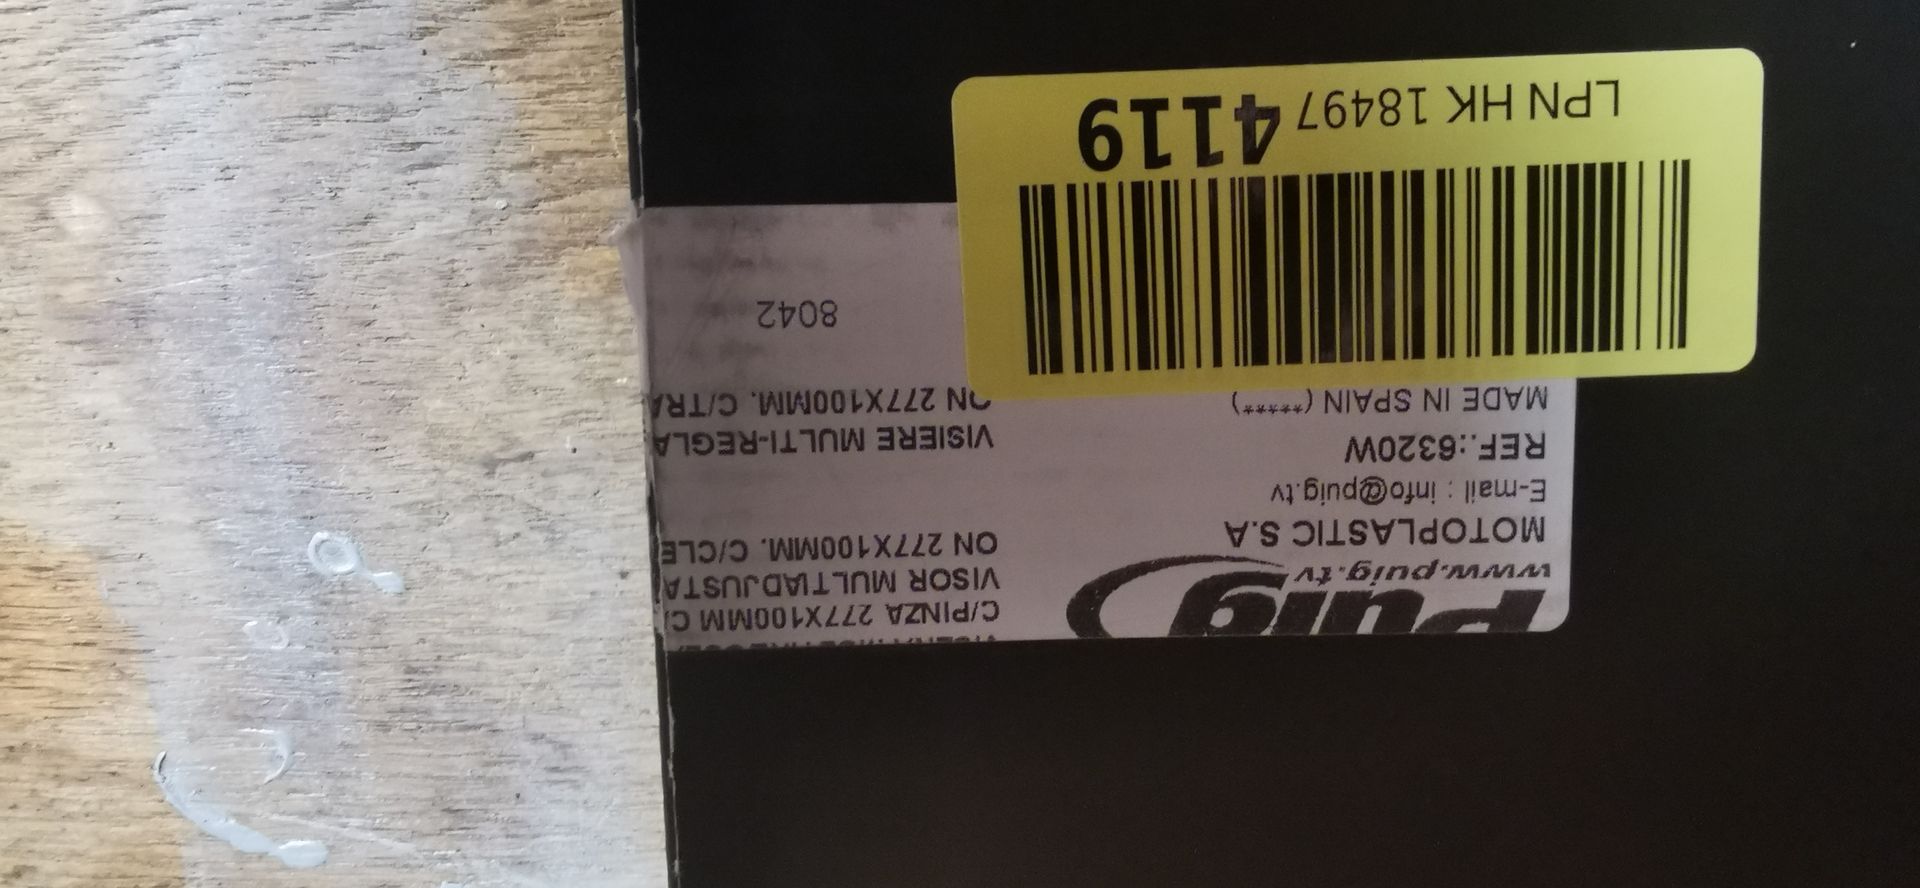 Puig
www.puig.tv
MOTOPLASTIC S.A
E-mail : info@puig.tv
REF.:6320W
MADE IN SPAIN (*****)
C/PINZA 277X100MM C/
VISOR MULTIADJUSTA
ON 277X100MM. C/CLE
VISIERE MULTI-REGLA
ON 277X100MM. C/TRA
8042
LPN HK 18497 4119